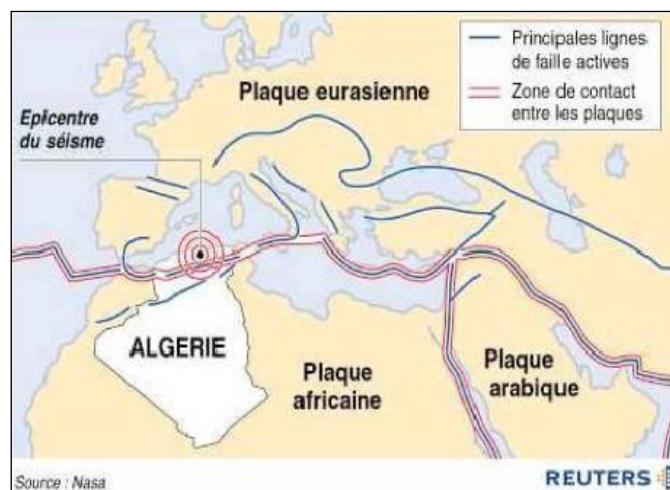 Principales lignes
de faille actives
Zone de contact
entre les plaques
Plaque eurasienne
Epicentre
du séisme
ALGERIE
Plaque
africaine
Plaque
arabique
Source : Nasa
REUTERS